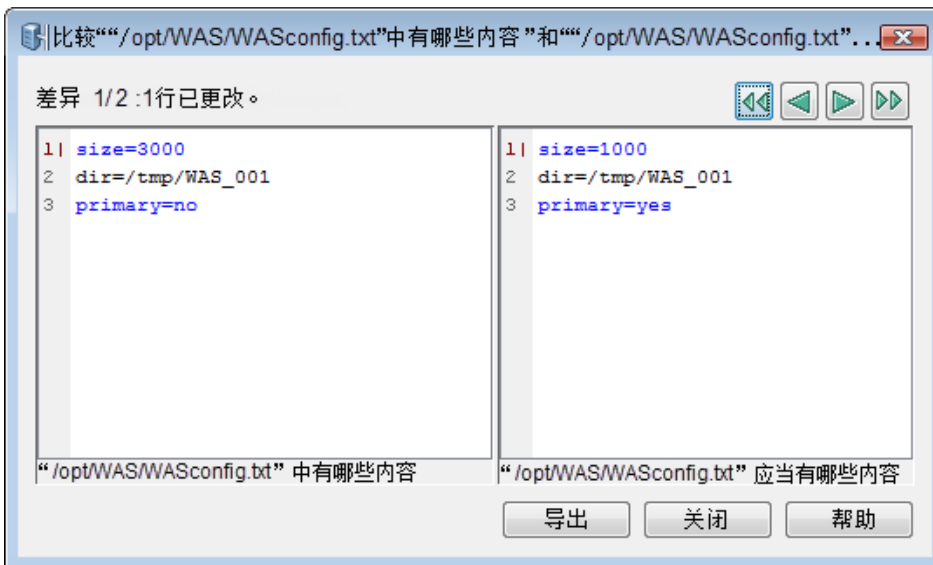 比较““/opt/WAS/WASconfig.txt”中有哪些内容”和““/opt/WAS/WASconfig.txt”...
差异 1/2 :1行已更改。
1| size=3000
2 dir=/tmp/WAS_001
3 primary=no
“/opt/WAS/WASconfig.txt” 中有哪些内容
1| size=1000
2 dir=/tmp/WAS_001
3 primary=yes
“/opt/WAS/WASconfig.txt” 应当有哪些内容
导出 关闭 帮助